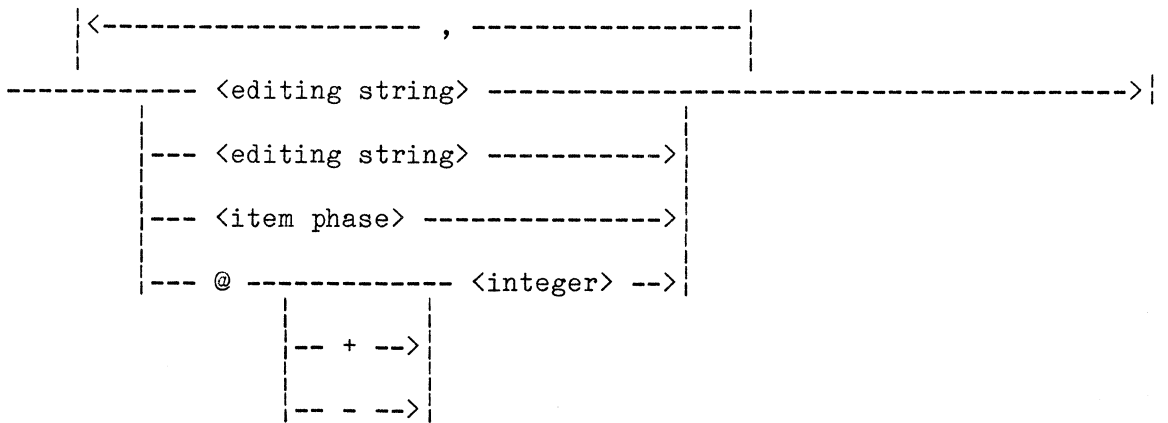 |<-------------------- , -----------------|
------------ <editing string> -------------------------------->|
|--- <editing string> ----------->|
|--- <item phase> --------------->|
|--- @ ------------- <integer> -->|
|-- + -->|
|-- - -->|